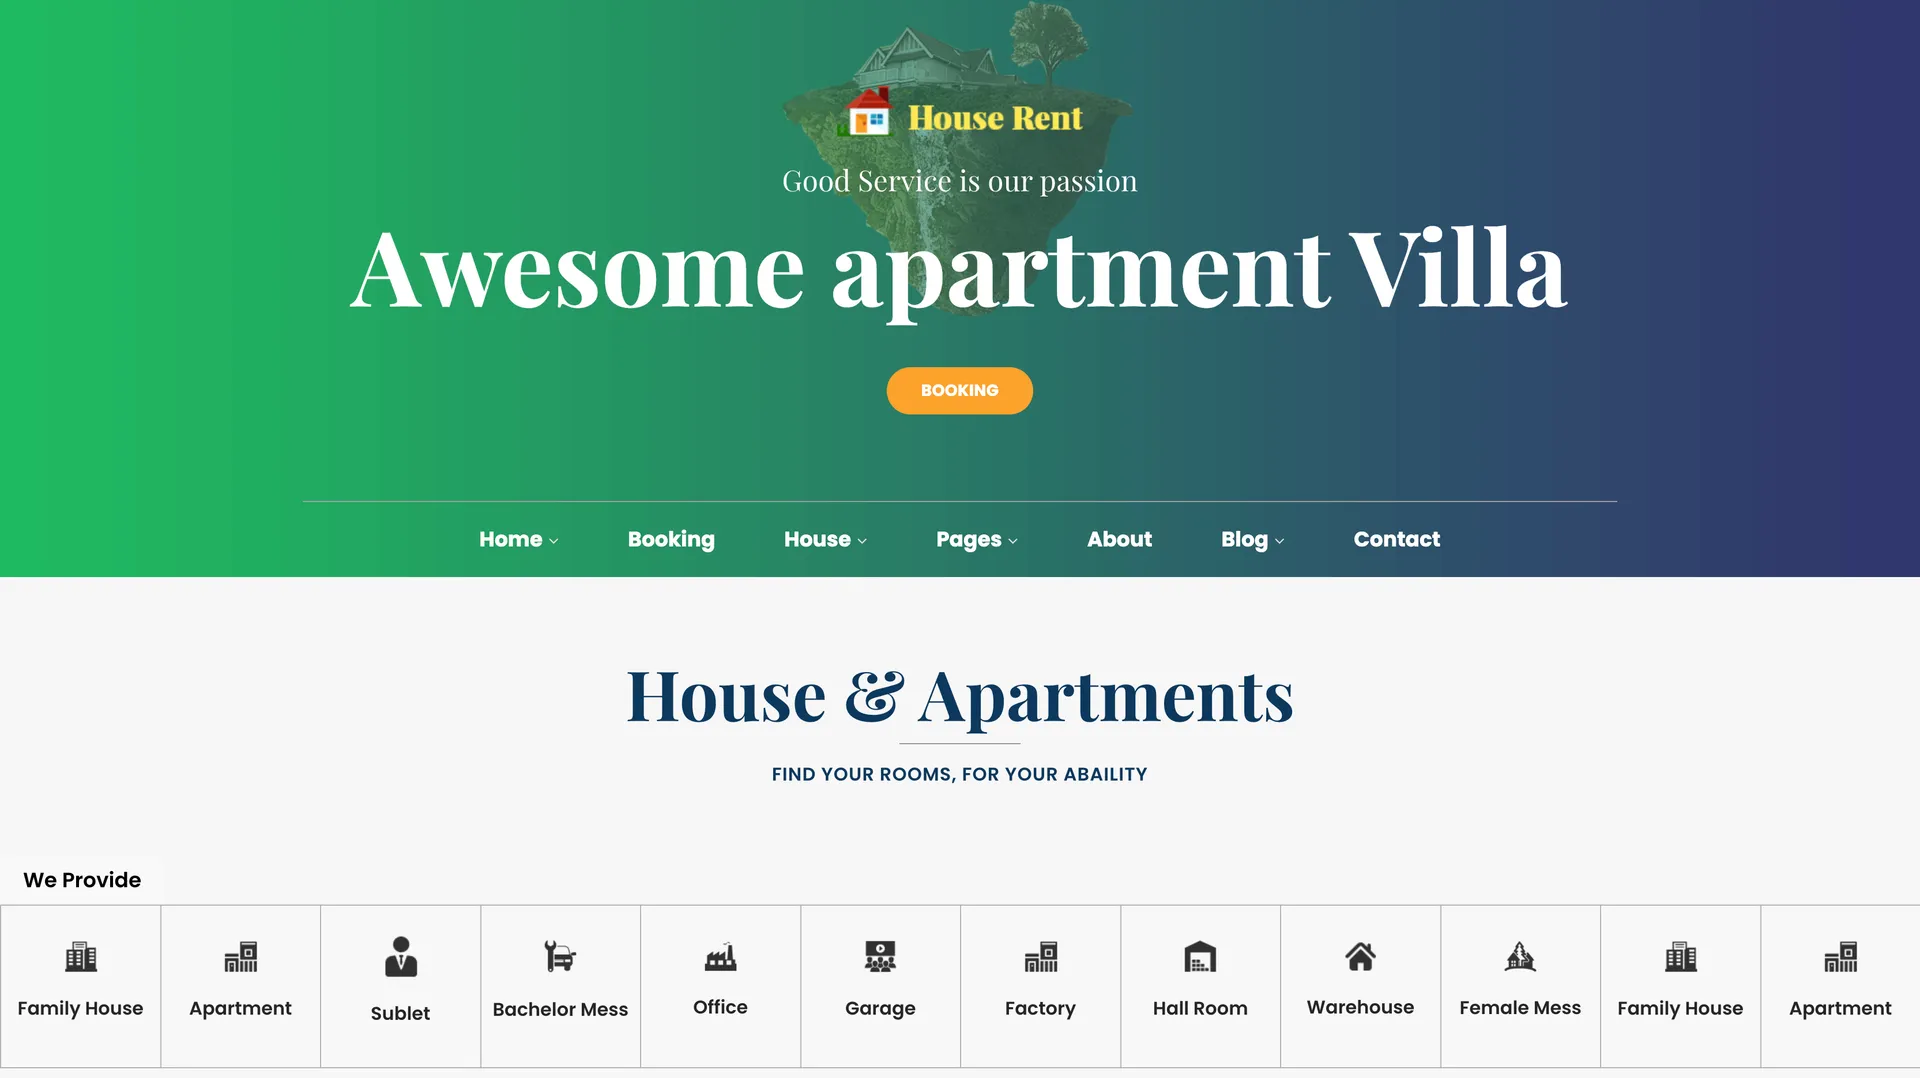 House Rent
Good Service is our passion
Awesome apartment Villa
BOOKING
Home Booking House Pages About Blog Contact
House & Apartments
FIND YOUR ROOMS, FOR YOUR ABAILITY
We Provide
Family House Apartment Sublet Bachelor Mess Office Garage Factory Hall Room Warehouse Female Mess Family House Apartment